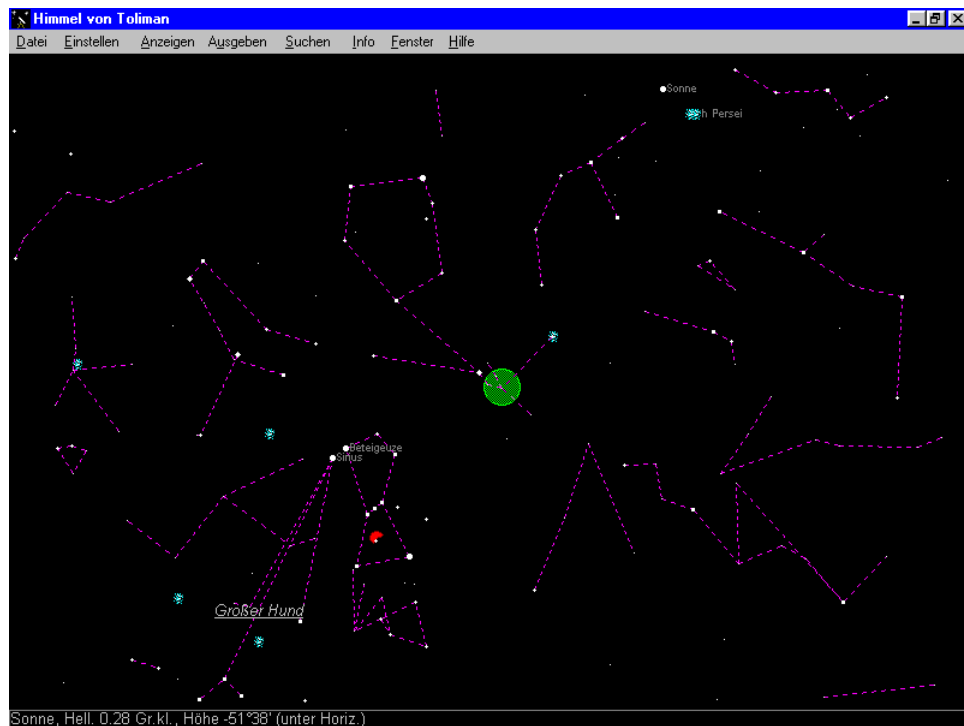 Himmel von Toliman
Datei Einstellen Anzeigen Ausgeben Suchen Info Fenster Hilfe
Sonne
h Persei
Beteigeuze
Sirius
Großer Hund
Sonne, Hell. 0.28 Gr.kl., Höhe -51°38' (unter Horiz.)